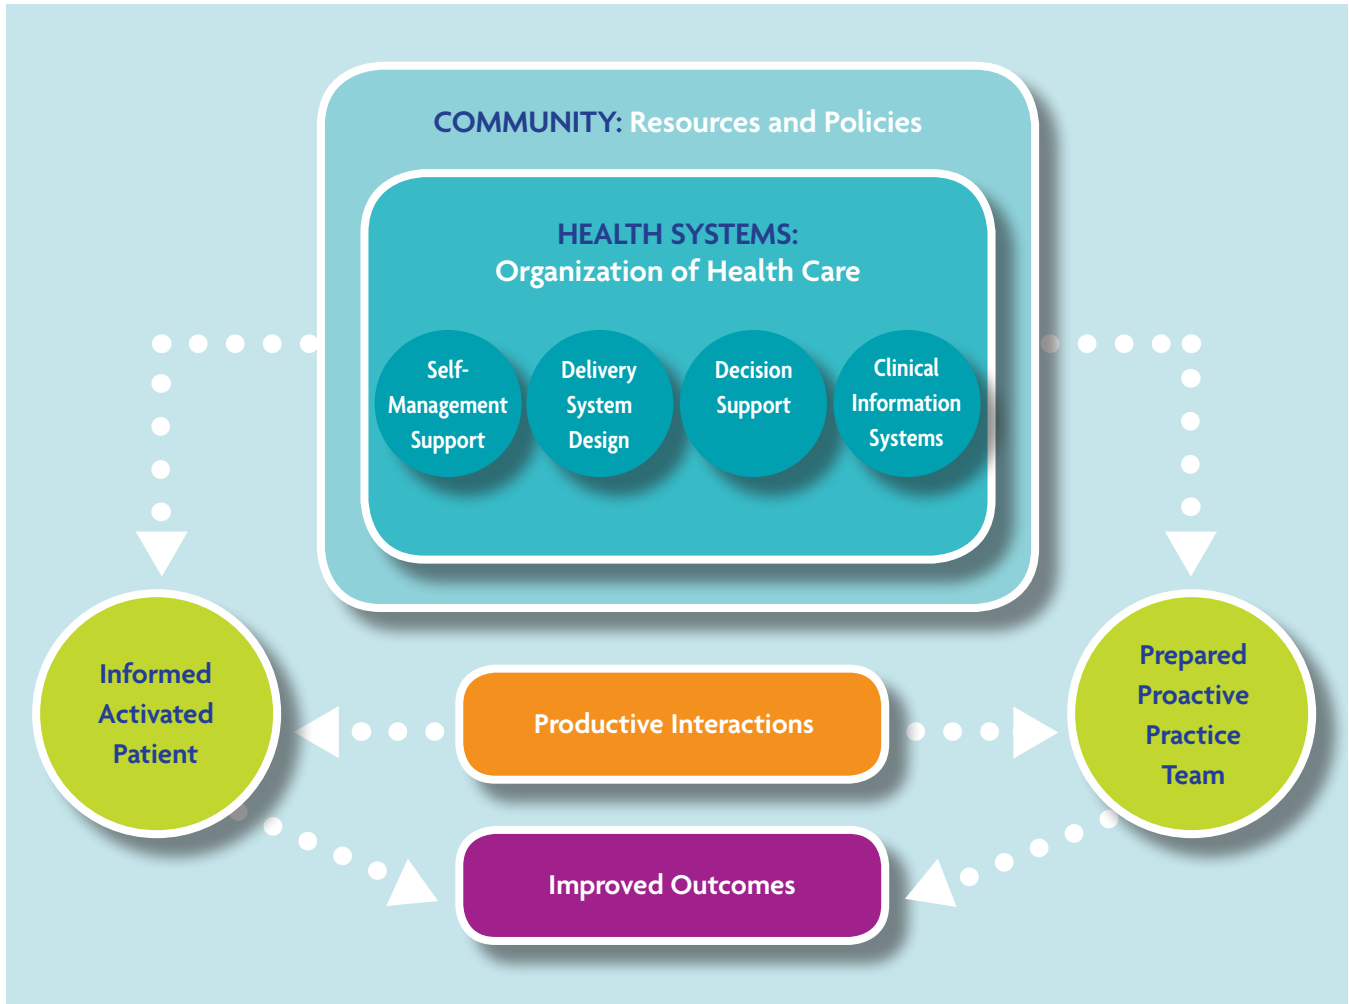 COMMUNITY: Resources and Policies
HEALTH SYSTEMS:
Organization of Health Care
Self-
Management
Support
Delivery
System
Design
Decision
Support
Clinical
Information
Systems
Informed
Activated
Patient
Productive Interactions
Prepared
Proactive
Practice
Team
Improved Outcomes